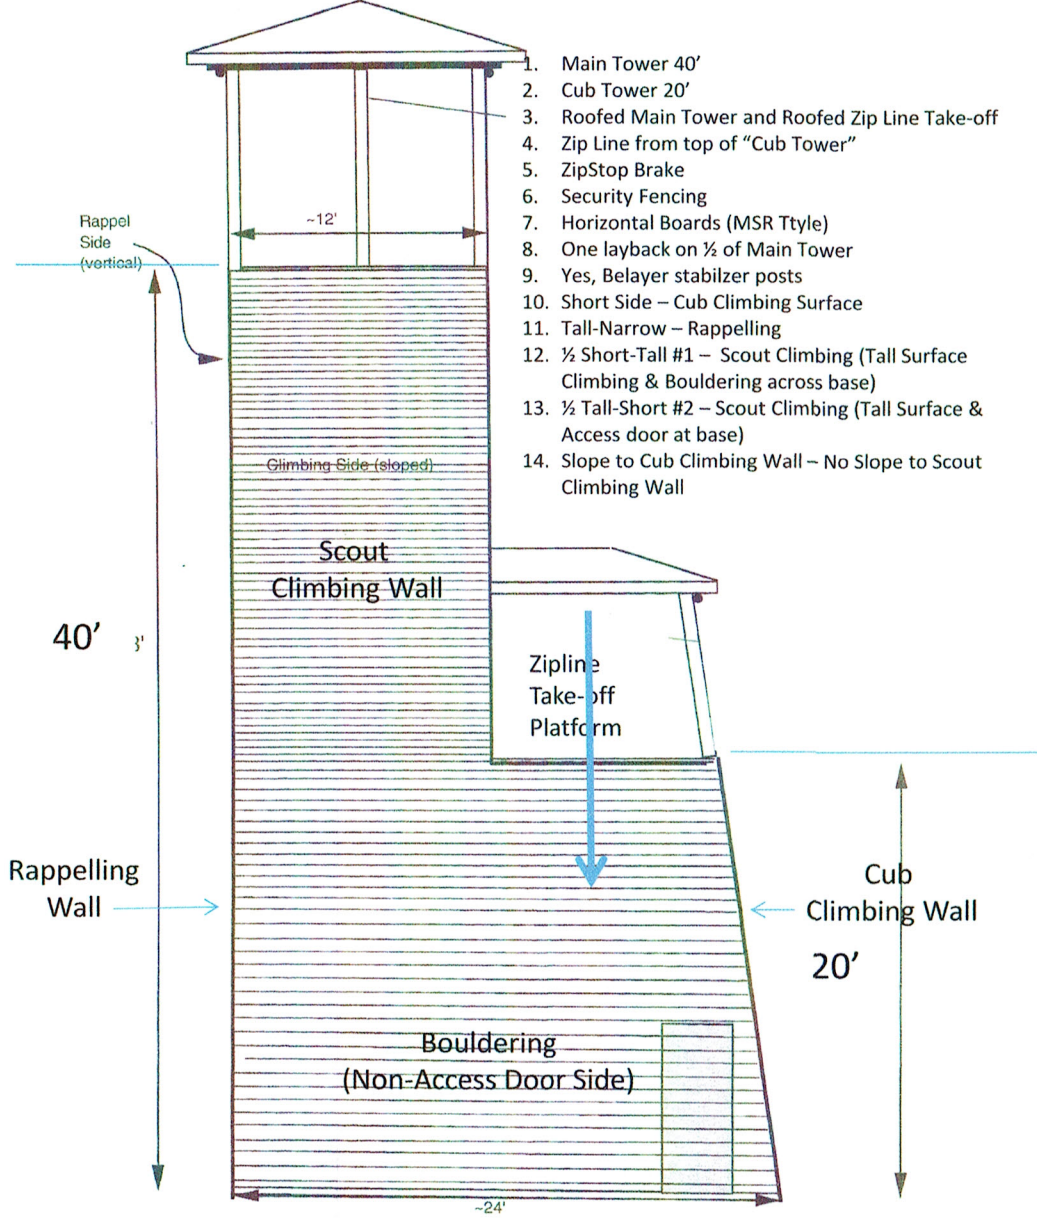 1. Main Tower 40’
2. Cub Tower 20’
3. Roofed Main Tower and Roofed Zip Line Take-off
4. Zip Line from top of “Cub Tower”
5. ZipStop Brake
6. Security Fencing
7. Horizontal Boards (MSR Ttyle)
8. One layback on ½ of Main Tower
9. Yes, Belayer stabilzer posts
10. Short Side – Cub Climbing Surface
11. Tall-Narrow – Rappelling
12. ½ Short-Tall #1 – Scout Climbing (Tall Surface
Climbing & Bouldering across base)
13. ½ Tall-Short #2 – Scout Climbing (Tall Surface &
Access door at base)
14. Slope to Cub Climbing Wall – No Slope to Scout
Climbing Wall
~12'
Rappel
Side
(vertical)
Climbing Side (sloped)
Scout
Climbing Wall
40’
3'
Zipline
Take-off
Platform
Rappelling
Wall
Cub
Climbing Wall
20’
Bouldering
(Non-Access Door Side)
~24'